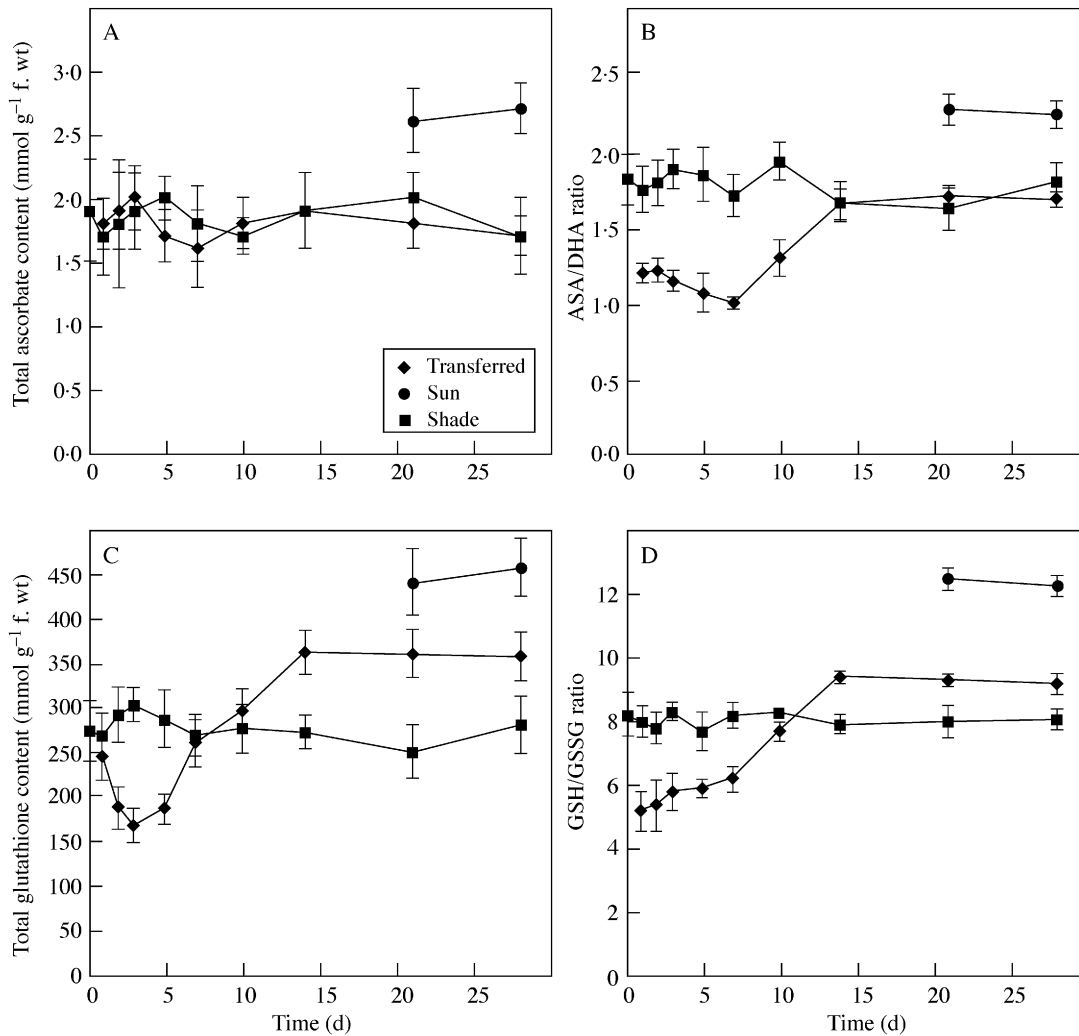 A
Total ascorbate content (mmol g⁻¹ f. wt)
3·0
2·5
2·0
1·5
1·0
0·5
0·0
0 5 10 15 20 25
Transferred
Sun
Shade
B
ASA/DHA ratio
2·5
2·0
1·5
1·0
0·5
0·0
0 5 10 15 20 25
C
Total glutathione content (mmol g⁻¹ f. wt)
450
400
350
300
250
200
150
100
50
0
0 5 10 15 20 25
Time (d)
D
GSH/GSSG ratio
12
10
8
6
4
2
0
0 5 10 15 20 25
Time (d)